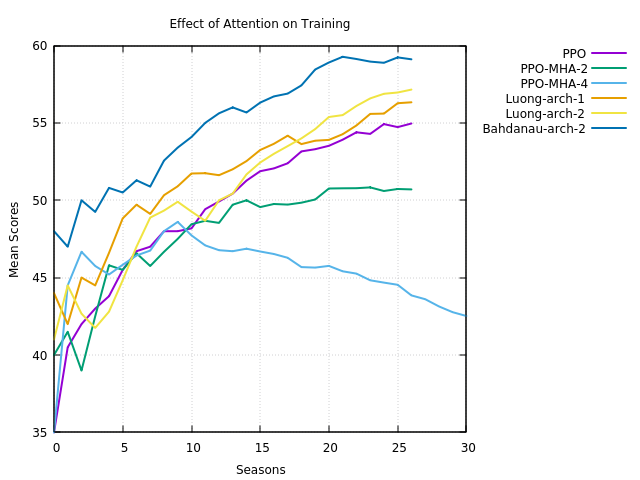 Effect of Attention on Training
60
55
50
45
40
35
Mean Scores
0 5 10 15 20 25 30
Seasons
PPO
PPO-MHA-2
PPO-MHA-4
Luong-arch-1
Luong-arch-2
Bahdanau-arch-2